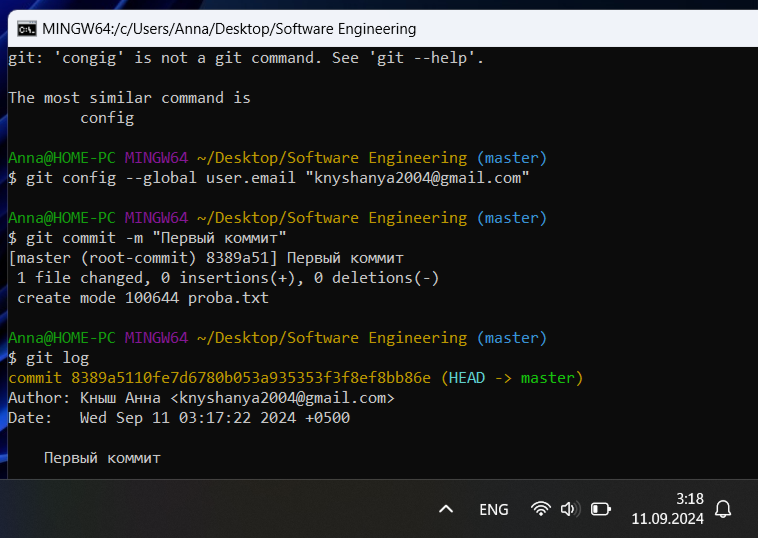 MINGW64:/c/Users/Anna/Desktop/Software Engineering
git: 'congig' is not a git command. See 'git --help'.
The most similar command is
config
Anna@HOME-PC MINGW64 ~/Desktop/Software Engineering (master)
$ git config --global user.email "knyshanya2004@gmail.com"
Anna@HOME-PC MINGW64 ~/Desktop/Software Engineering (master)
$ git commit -m "Первый коммит"
[master (root-commit) 8389a51] Первый коммит
1 file changed, 0 insertions(+), 0 deletions(-)
create mode 100644 proba.txt
Anna@HOME-PC MINGW64 ~/Desktop/Software Engineering (master)
$ git log
commit 8389a5110fe7d6780b053a935353f3f8ef8bb86e (HEAD -> master)
Author: Кныш Анна <knyshanya2004@gmail.com>
Date:   Wed Sep 11 03:17:22 2024 +0500
Первый коммит
ENG
3:18
11.09.2024